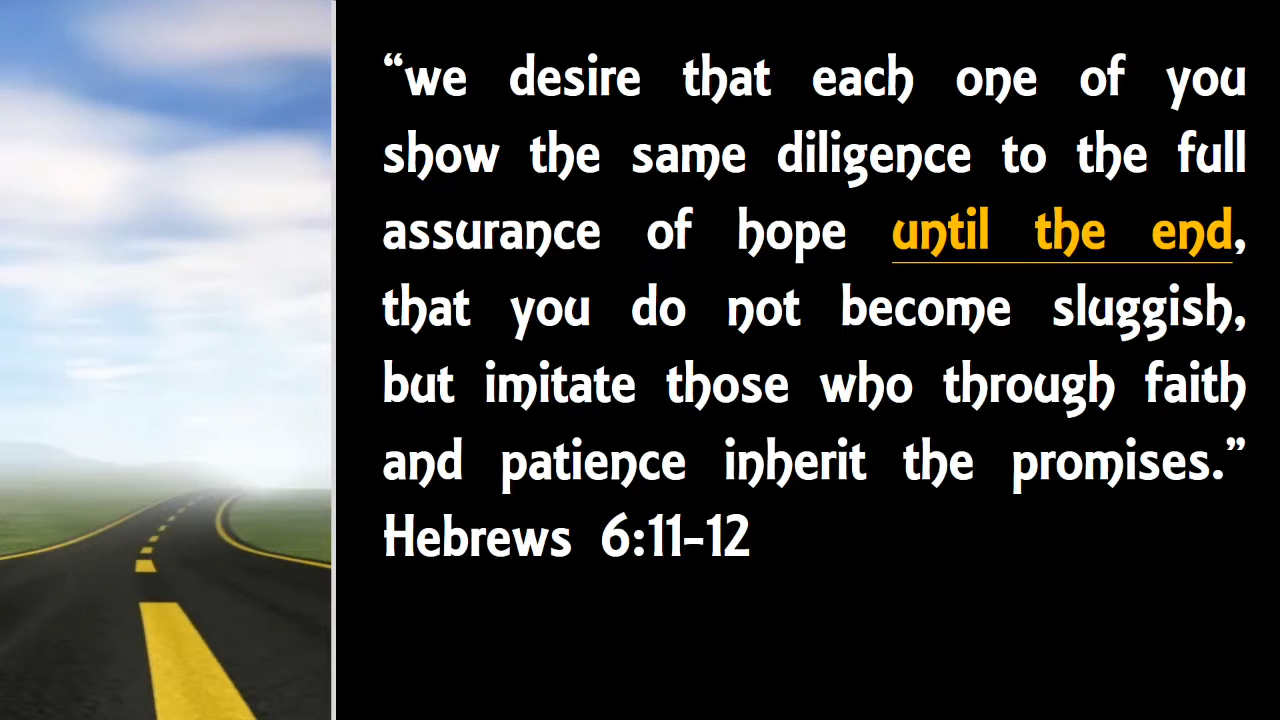 “we desire that each one of you
show the same diligence to the full
assurance of hope until the end,
that you do not become sluggish,
but imitate those who through faith
and patience inherit the promises.”
Hebrews 6:11-12